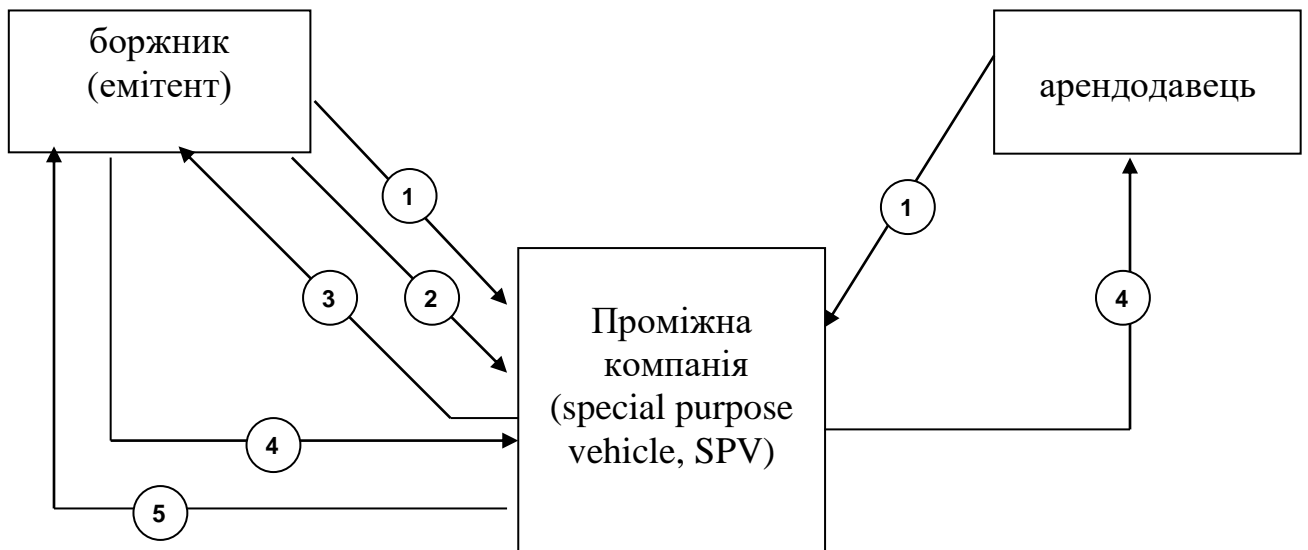 боржник
(емітент)
арендодавець
1
1
3
2
4
Проміжна
компанія
(special purpose
vehicle, SPV)
4
5